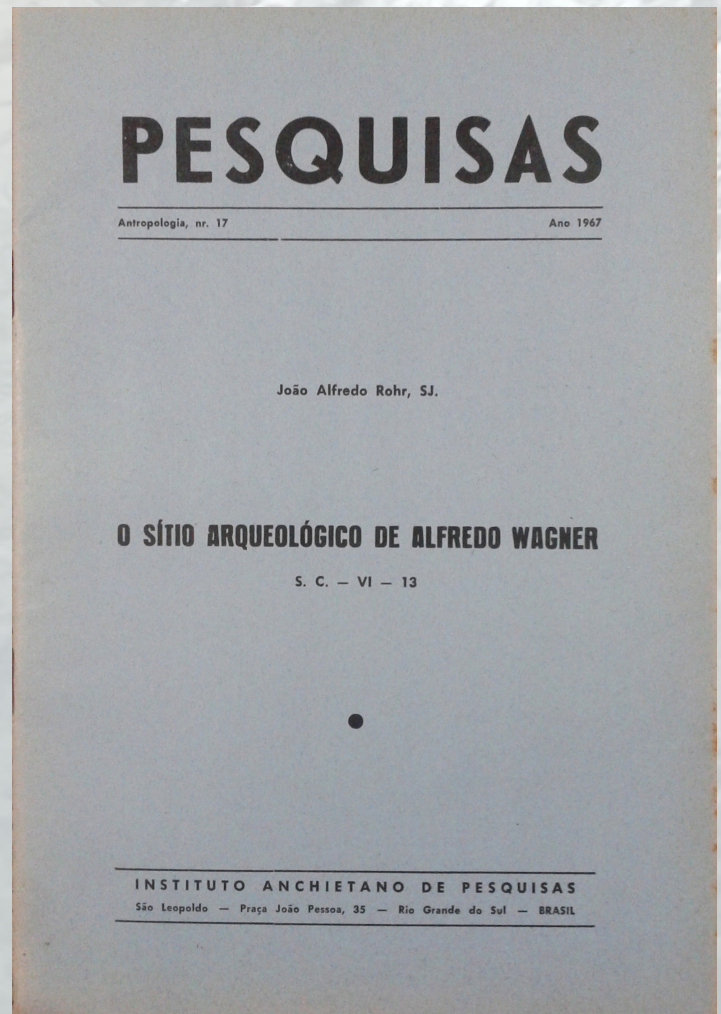 PESQUISAS
Antropologia, nr. 17 Ano 1967
João Alfredo Rohr, SJ.
O SÍTIO ARQUEOLÓGICO DE ALFREDO WAGNER
S. C. — VI — 13
INSTITUTO ANCHIETANO DE PESQUISAS
São Leopoldo — Praça João Pessoa, 35 — Rio Grande do Sul — BRASIL